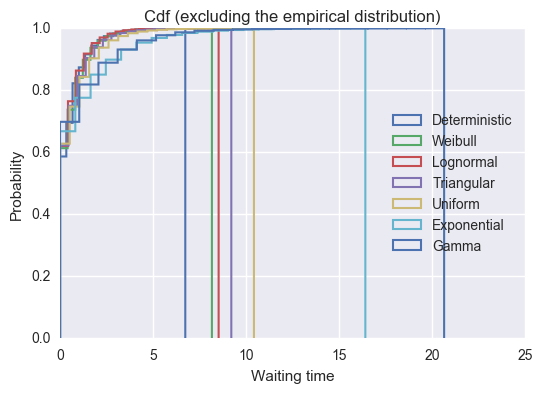 Cdf (excluding the empirical distribution)
1.0
0.8
0.6
0.4
0.2
0.0
Probability
Deterministic
Weibull
Lognormal
Triangular
Uniform
Exponential
Gamma
0 5 10 15 20 25
Waiting time